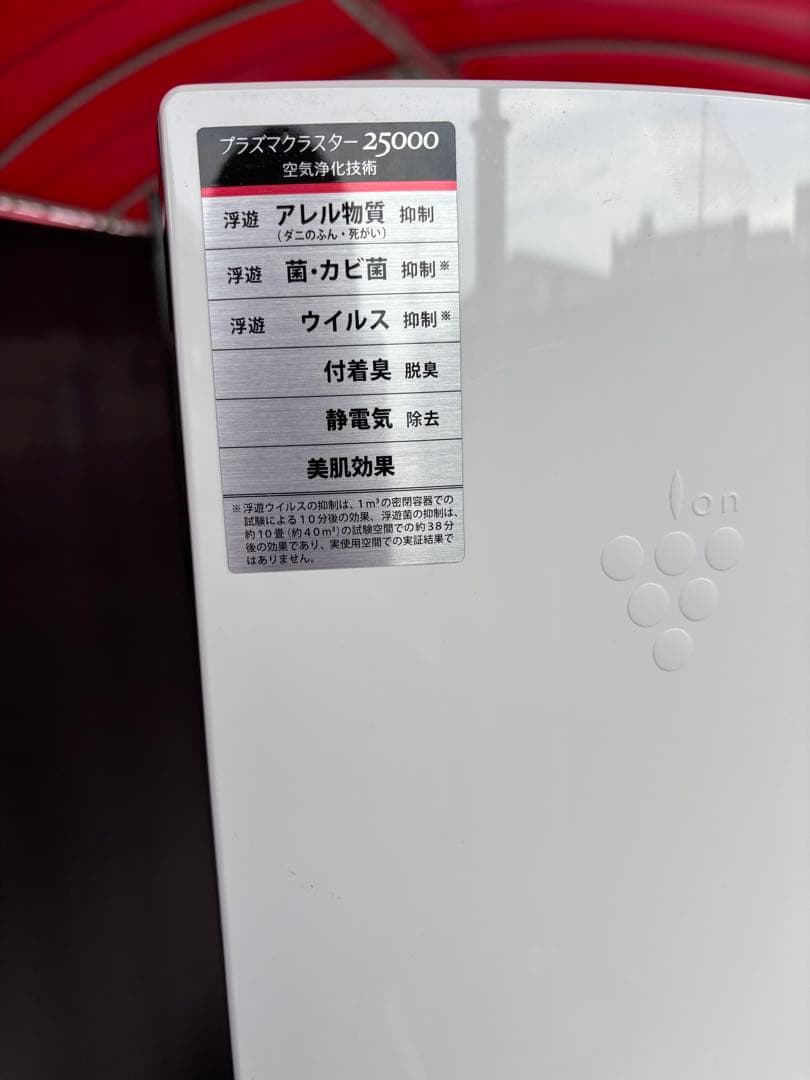 プラズマクラスター25000
空気浄化技術
浮遊 アレル物質 抑制
(ダニのふん・死がい)
浮遊 菌・カビ菌 抑制※
浮遊 ウイルス 抑制※
付着臭 脱臭
静電気 除去
美肌効果
※浮遊ウイルスの抑制は、1m³の密閉容器での
試験による10分後の効果、浮遊菌の抑制は、
約10畳(約40m³)の試験空間での約38分
後の効果であり、実使用空間での実証結果で
はありません。
Ion